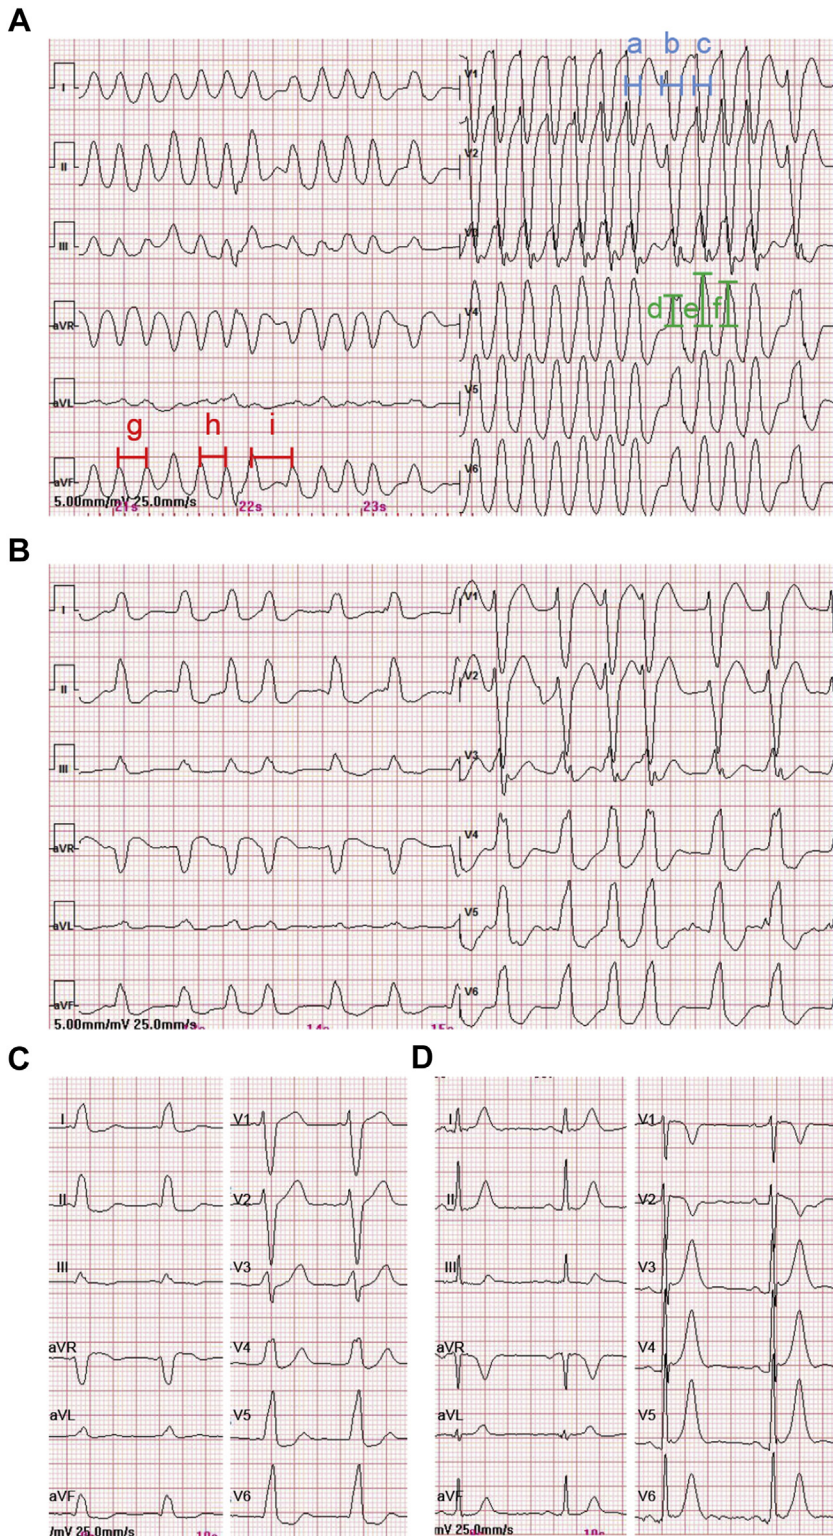 A
a b c
I
V1
II
V2
III
d e f
aVR
V4
aVL
V5
g h i
aVF
V6
5.00mm/mV 25.0mm/s
21s 22s 23s
B
I
V1
II
V2
III
V3
aVR
V4
aVL
V5
aVF
V6
5.00mm/mV 25.0mm/s
14s 15s
C
I
V1
II
V2
III
V3
aVR
V4
aVL
V5
aVF
V6
/mV 25.0mm/s
D
I
V1
II
V2
III
V3
aVR
V4
aVL
V5
aVF
V6
mV 25.0mm/s